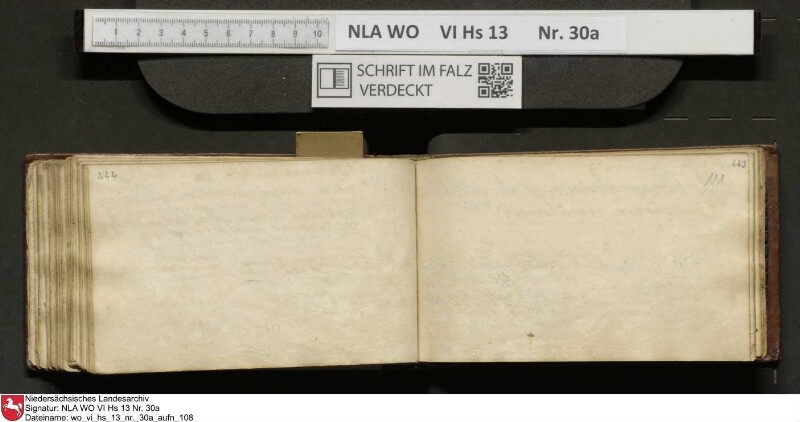 1 2 3 4 5 6 7 8 9 10
NLA WO VI Hs 13 Nr. 30a
SCHRIFT IM FALZ
VERDECKT
222
223
111
Niedersächsisches Landesarchiv
Signatur: NLA WO VI Hs 13 Nr. 30a
Dateiname: wo_vi_hs_13_nr._30a_aufn_108